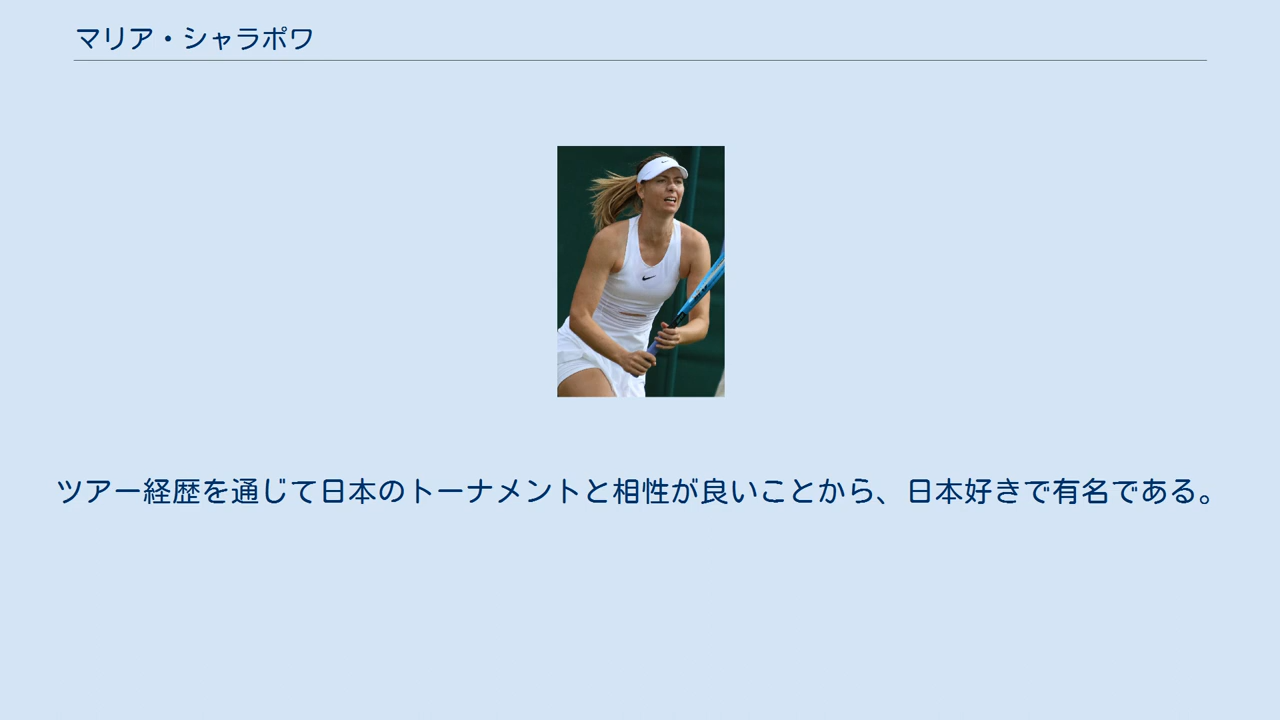 マリア・シャラポワ
ツアー経歴を通じて日本のトーナメントと相性が良いことから、日本好きで有名である。